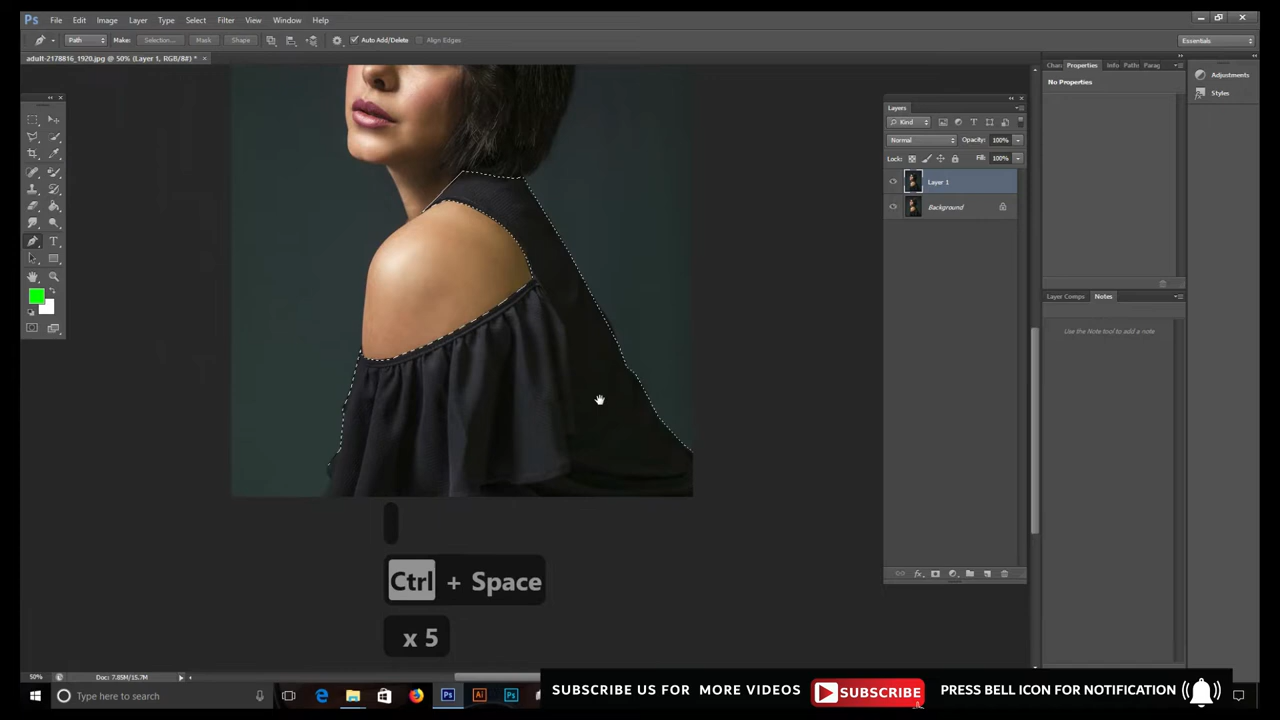 Ps File Edit Image Layer Type Select Filter View Window Help
Path Make: Selection... Mask Shape Auto Add/Delete Align Edges Essentials
adult-2178816_1920.jpg @ 50% (Layer 1, RGB/8#) * ×
Chan Properties Info Paths Parag
No Properties
Adjustments
Styles
Layers
Kind
Normal Opacity: 100%
Lock: Fill: 100%
Layer 1
Background
Layer Comps Notes
Use the Note tool to add a note
Ctrl + Space
x 5
50% Doc: 7.85M/15.7M
Type here to search
SUBSCRIBE US FOR MORE VIDEOS SUBSCRIBE PRESS BELL ICON FOR NOTIFICATION